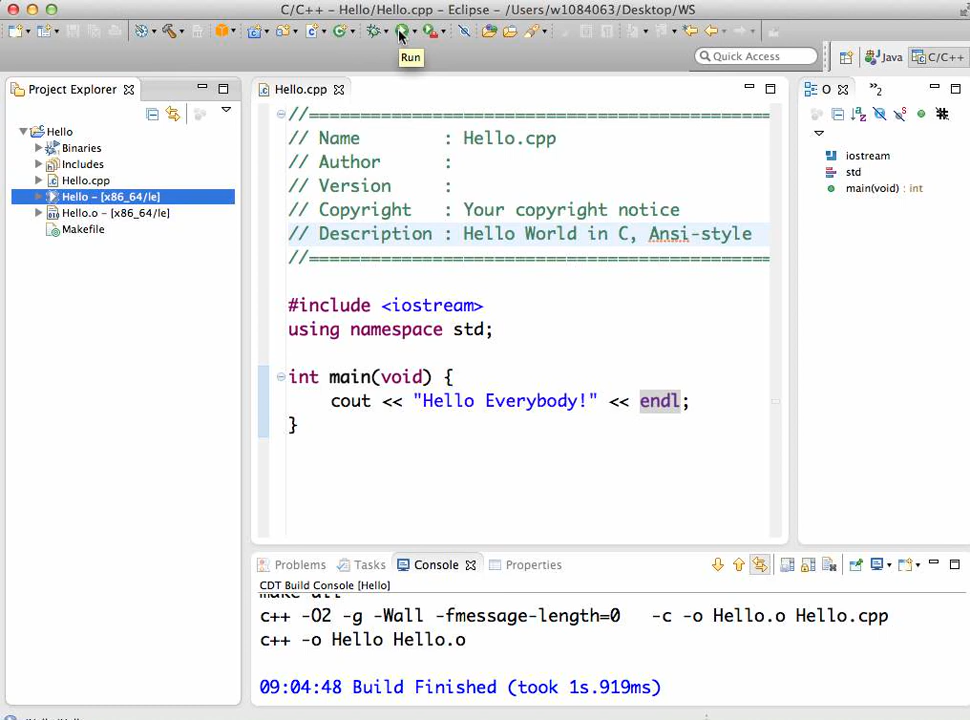 C/C++ - Hello/Hello.cpp - Eclipse - /Users/w1084063/Desktop/WS
Run
Quick Access
Java
C/C++
Project Explorer
Hello
Binaries
Includes
Hello.cpp
Hello - [x86_64/le]
Hello.o - [x86_64/le]
Makefile
Hello.cpp
//===========================================
// Name        : Hello.cpp
// Author      :
// Version     :
// Copyright   : Your copyright notice
// Description : Hello World in C, Ansi-style
//===========================================
#include <iostream>
using namespace std;
int main(void) {
cout << "Hello Everybody!" << endl;
}
O
»2
iostream
std
main(void) : int
Problems
Tasks
Console
Properties
CDT Build Console [Hello]
make all
c++ -O2 -g -Wall -fmessage-length=0   -c -o Hello.o Hello.cpp
c++ -o Hello Hello.o
09:04:48 Build Finished (took 1s.919ms)